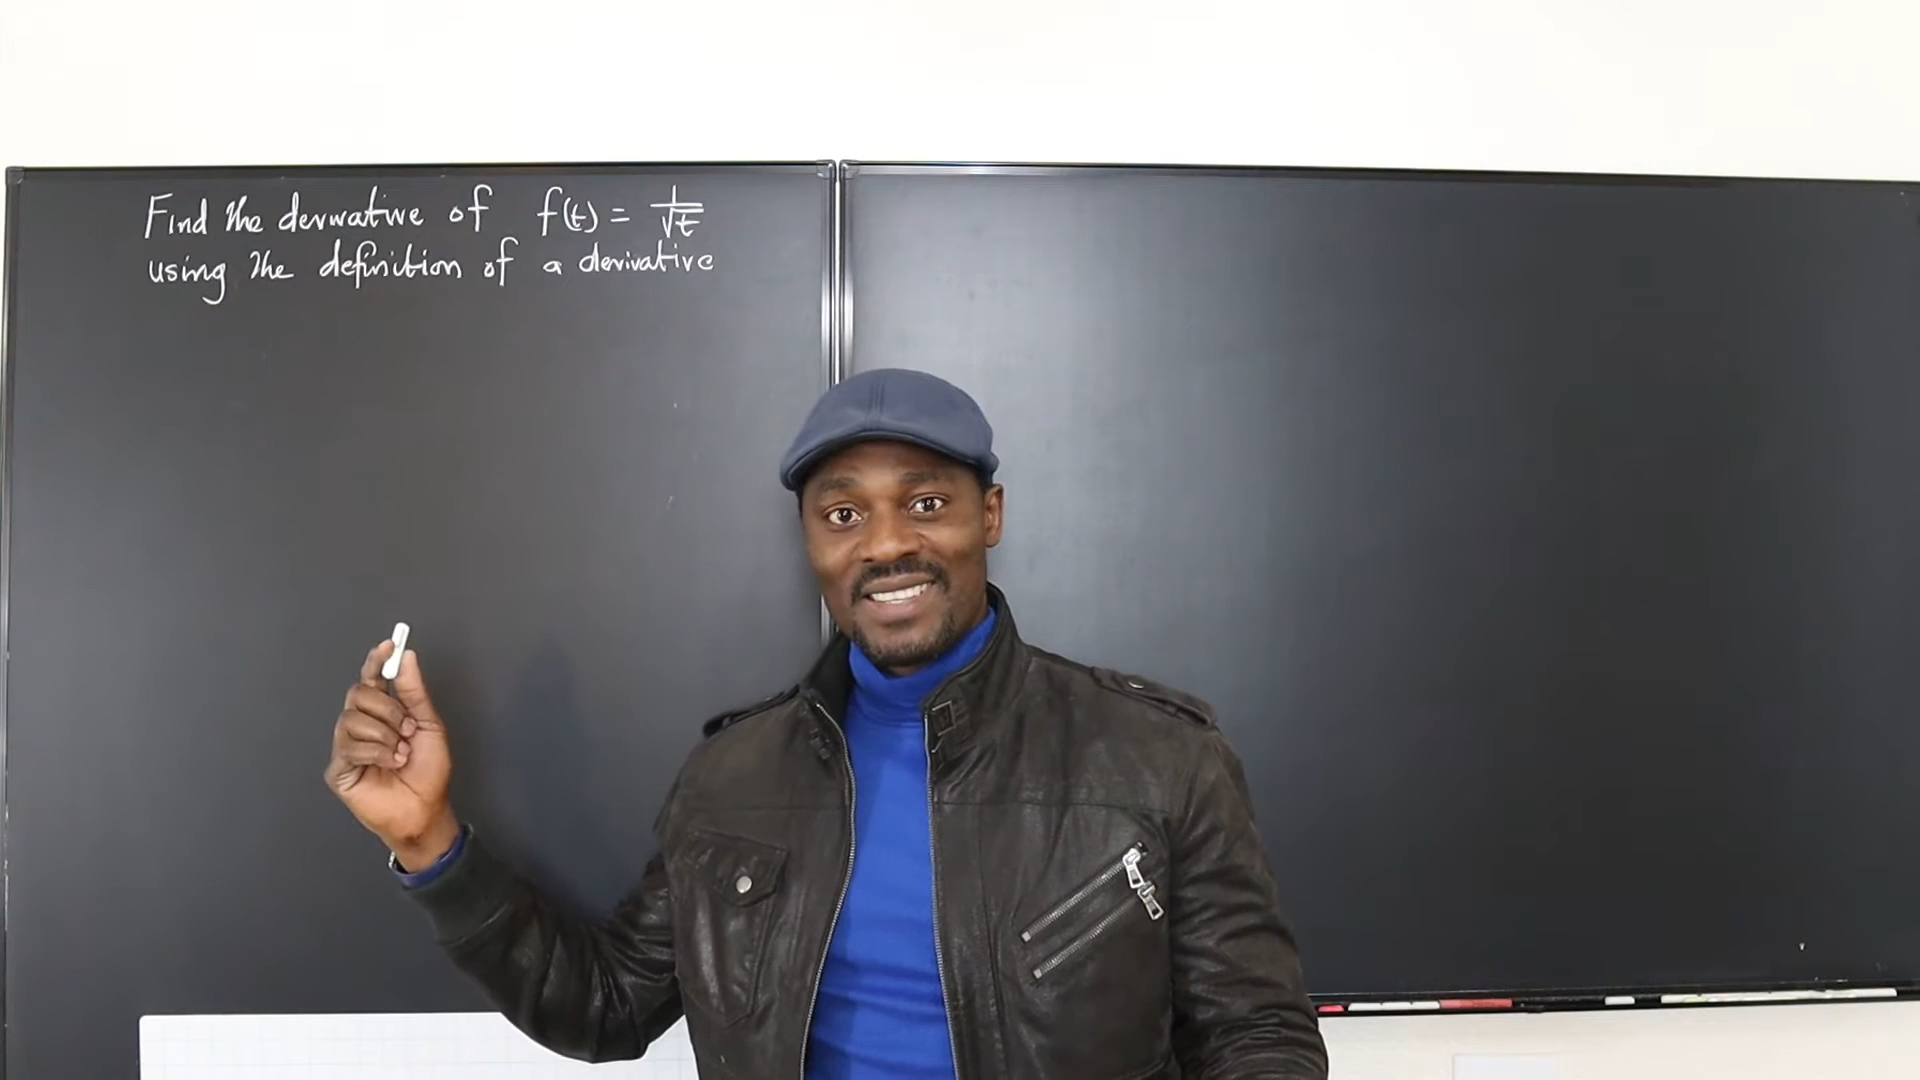 Find the derivative of f(t) = 1/√t
using the definition of a derivative